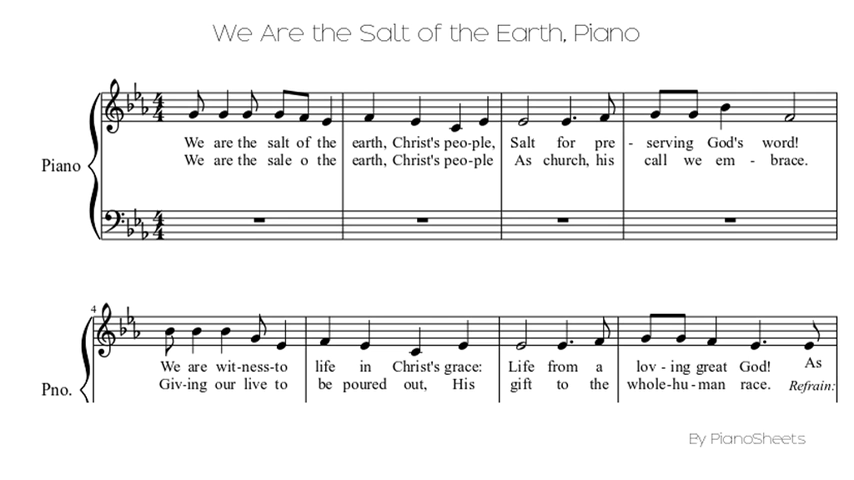 We Are the Salt of the Earth, Piano
We are the salt of the earth, Christ's peo-ple, Salt for pre - serving God's word!
Piano
We are the sale o the earth, Christ's peo-ple As church, his call we em - brace.
4
We are wit-ness-to life in Christ's grace: Life from a lov - ing great God! As
Pno.
Giv-ing our live to be poured out, His gift to the whole-hu-man race. Refrain:
By PianoSheets